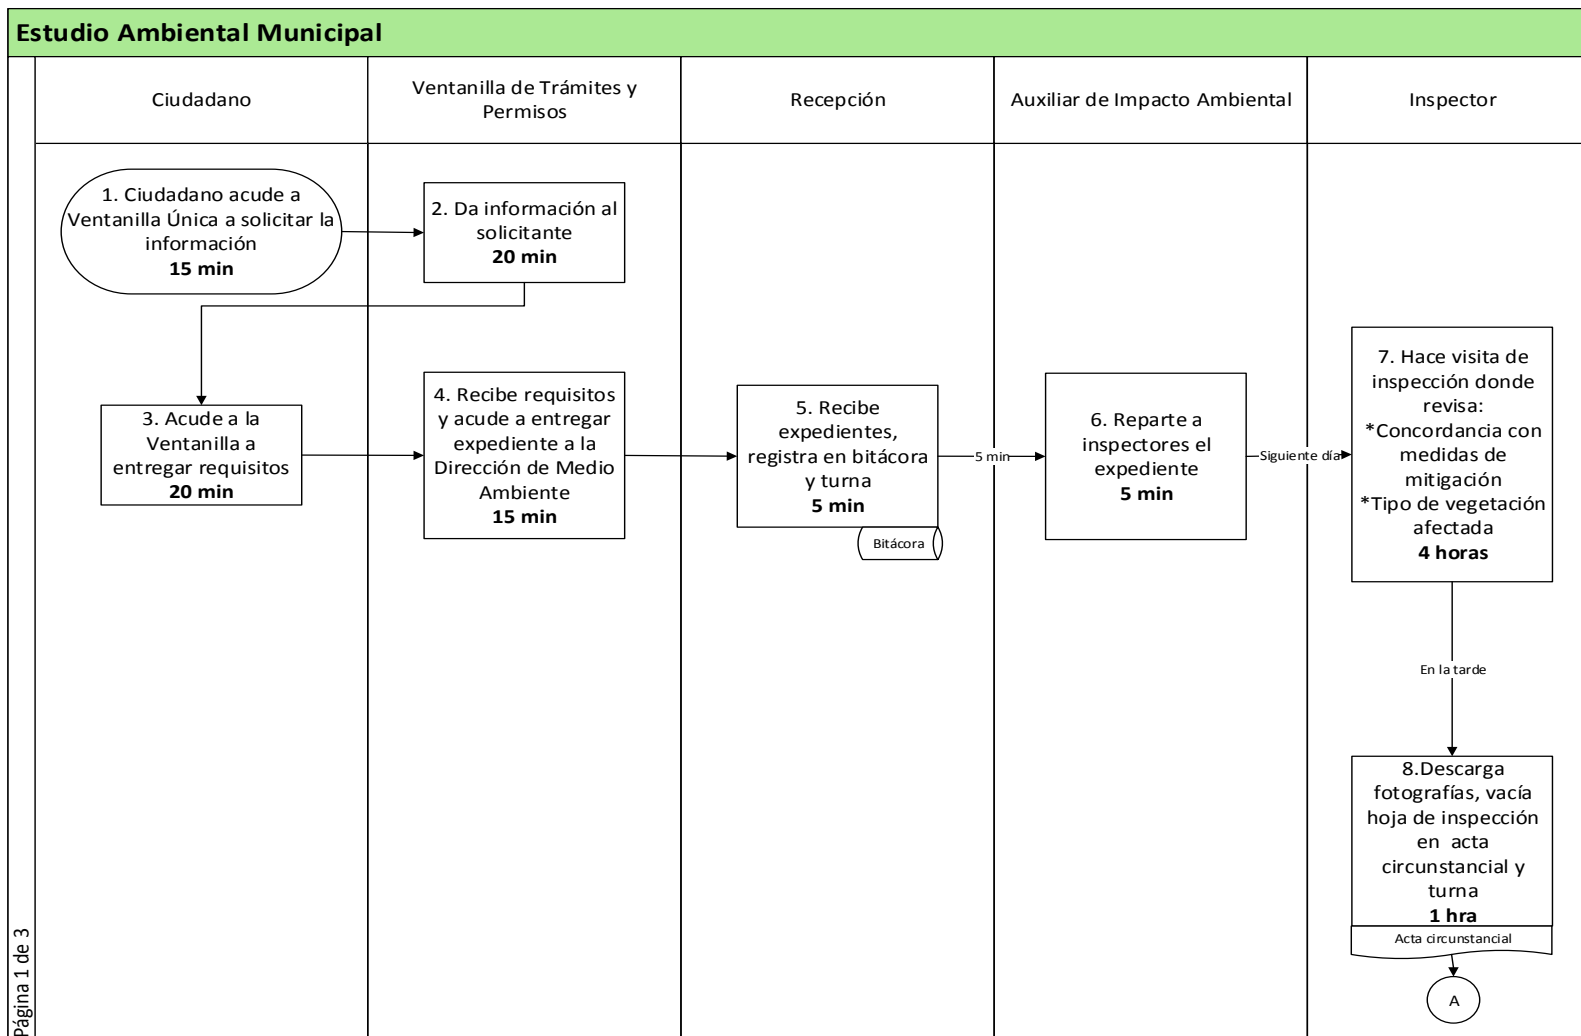 Estudio Ambiental Municipal
Ciudadano
Ventanilla de Trámites y
Permisos
Recepción
Auxiliar de Impacto Ambiental
Inspector
1. Ciudadano acude a
Ventanilla Única a solicitar la
información
15 min
2. Da información al
solicitante
20 min
3. Acude a la
Ventanilla a
entregar requisitos
20 min
4. Recibe requisitos
y acude a entregar
expediente a la
Dirección de Medio
Ambiente
15 min
5. Recibe
expedientes,
registra en bitácora
y turna
5 min
Bitácora
5 min
6. Reparte a
inspectores el
expediente
5 min
Siguiente día
7. Hace visita de
inspección donde
revisa:
*Concordancia con
medidas de
mitigación
*Tipo de vegetación
afectada
4 horas
En la tarde
8.Descarga
fotografías, vacía
hoja de inspección
en acta
circunstancial y
turna
1 hra
Acta circunstancial
A
Página 1 de 3